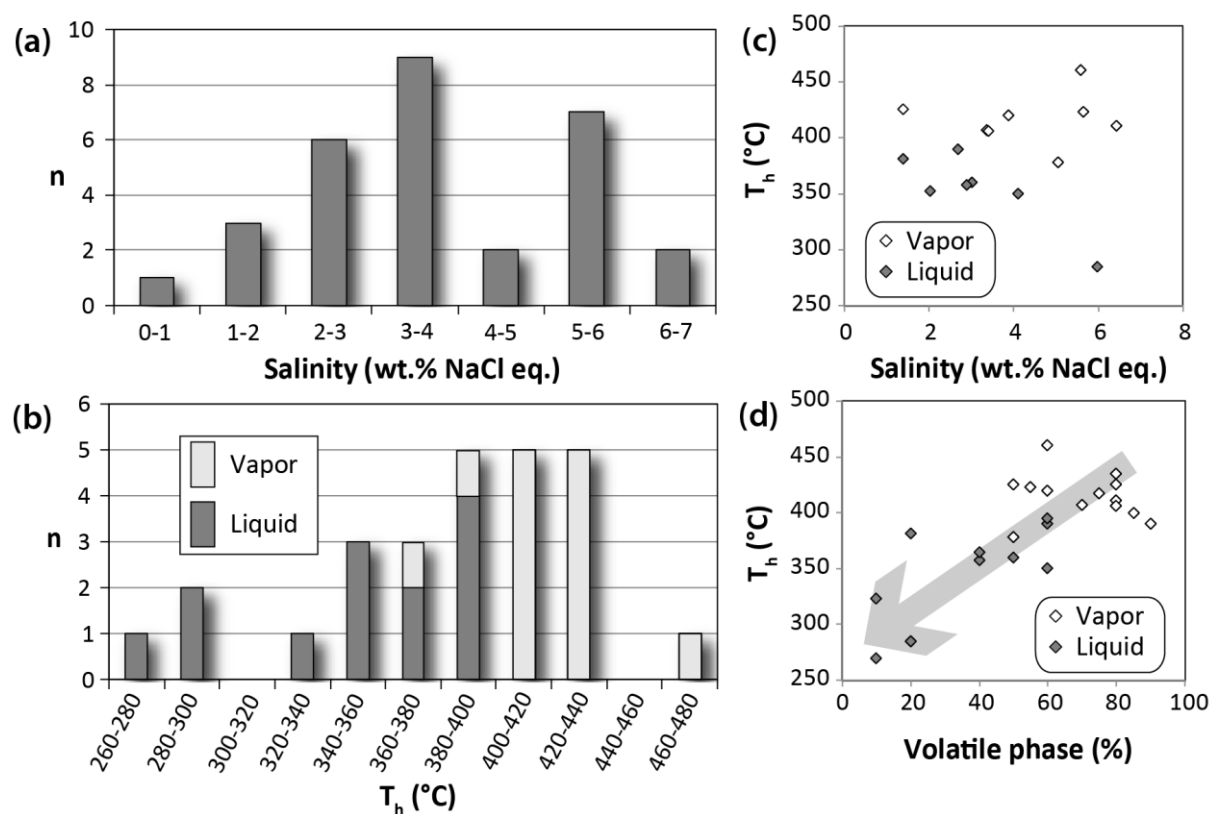 (a)
10
8
6
4
2
0
n
0-1 1-2 2-3 3-4 4-5 5-6 6-7
Salinity (wt.% NaCl eq.)
(b)
6
5
4
3
2
1
0
n
Vapor
Liquid
260-280 280-300 300-320 320-340 340-360 360-380 380-400 400-420 420-440 440-460 460-480
Th (°C)
(c)
500
450
400
350
300
250
Th (°C)
Vapor
Liquid
0 2 4 6 8
Salinity (wt.% NaCl eq.)
(d)
500
450
400
350
300
250
Th (°C)
Vapor
Liquid
0 20 40 60 80 100
Volatile phase (%)